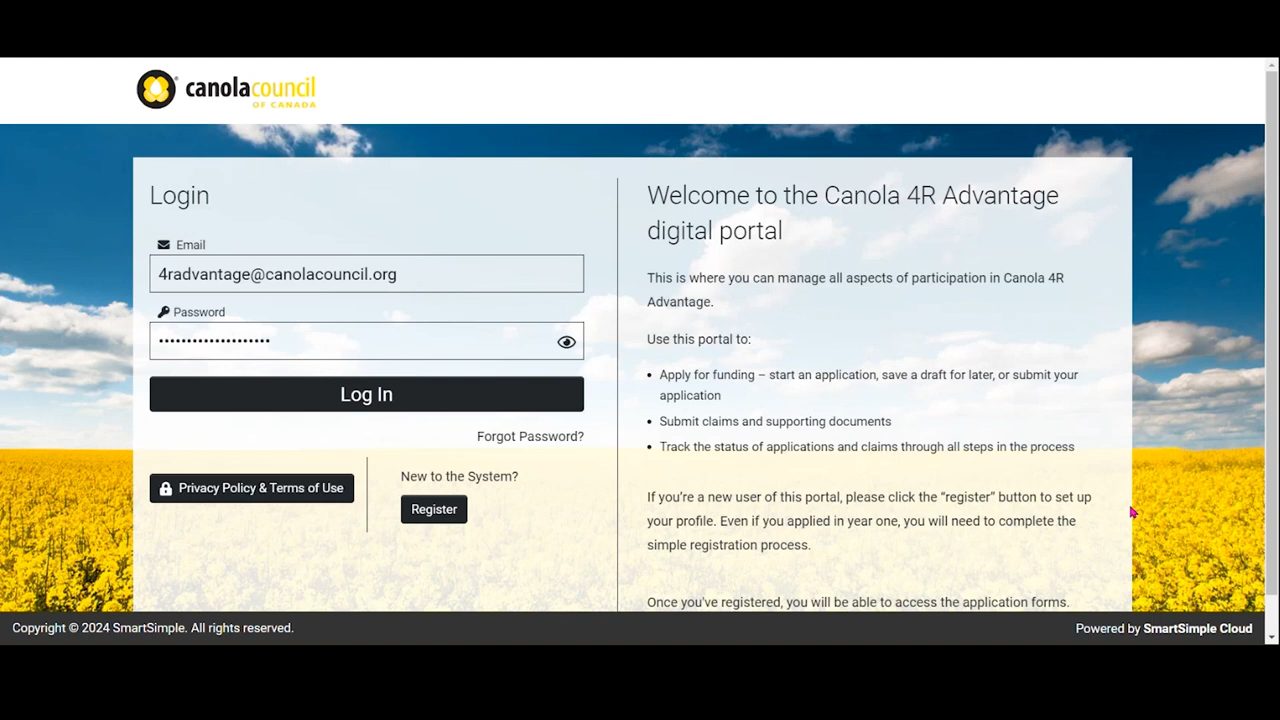 canolacouncil
OF CANADA
Login
Email
4radvantage@canolacouncil.org
Password
•••••••••••••••••••••
Log In
Forgot Password?
Privacy Policy & Terms of Use
New to the System?
Register
Welcome to the Canola 4R Advantage
digital portal
This is where you can manage all aspects of participation in Canola 4R
Advantage.
Use this portal to:
• Apply for funding – start an application, save a draft for later, or submit your
application
• Submit claims and supporting documents
• Track the status of applications and claims through all steps in the process
If you’re a new user of this portal, please click the “register” button to set up
your profile. Even if you applied in year one, you will need to complete the
simple registration process.
Once you've registered, you will be able to access the application forms.
Copyright © 2024 SmartSimple. All rights reserved.
Powered by SmartSimple Cloud